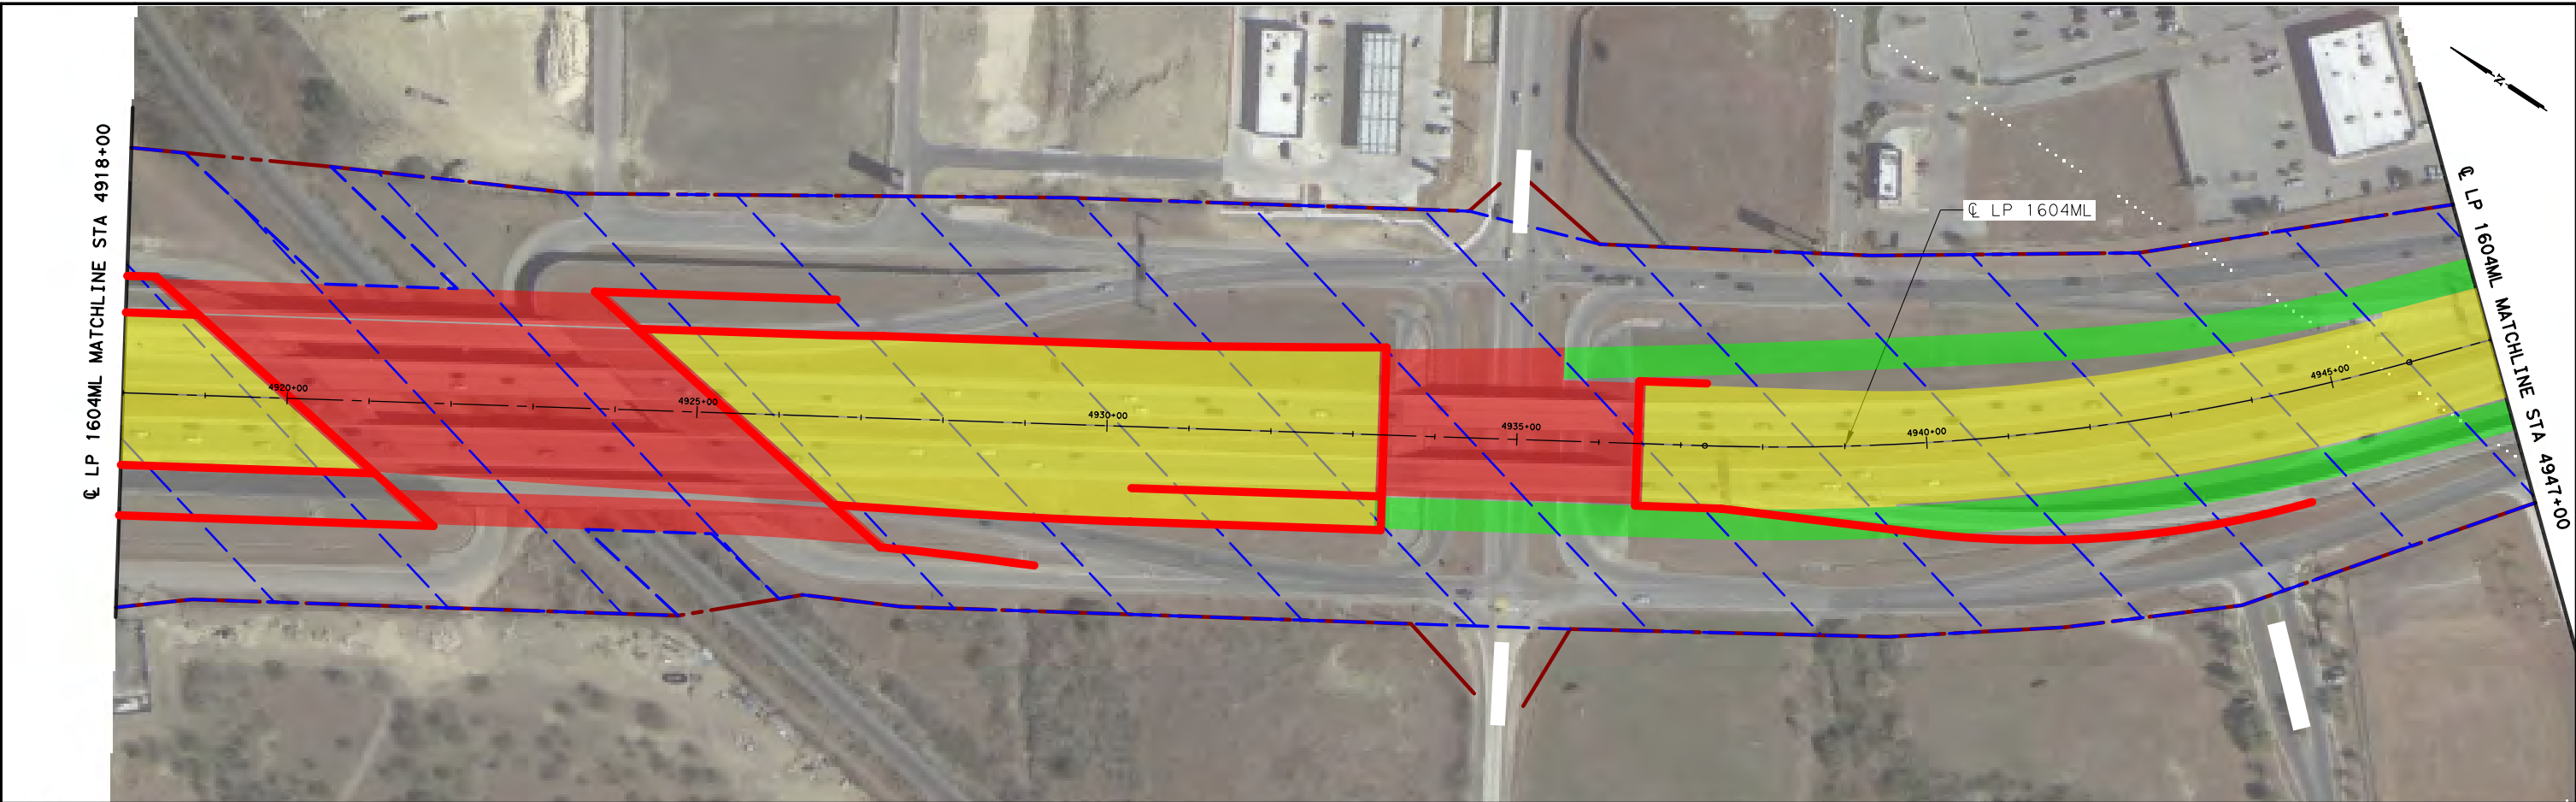 ℄ LP 1604ML MATCHLINE STA 4918+00
4920+00
4925+00
4930+00
4935+00
4940+00
4945+00
℄ LP 1604ML
℄ LP 1604ML MATCHLINE STA 4947+00
N